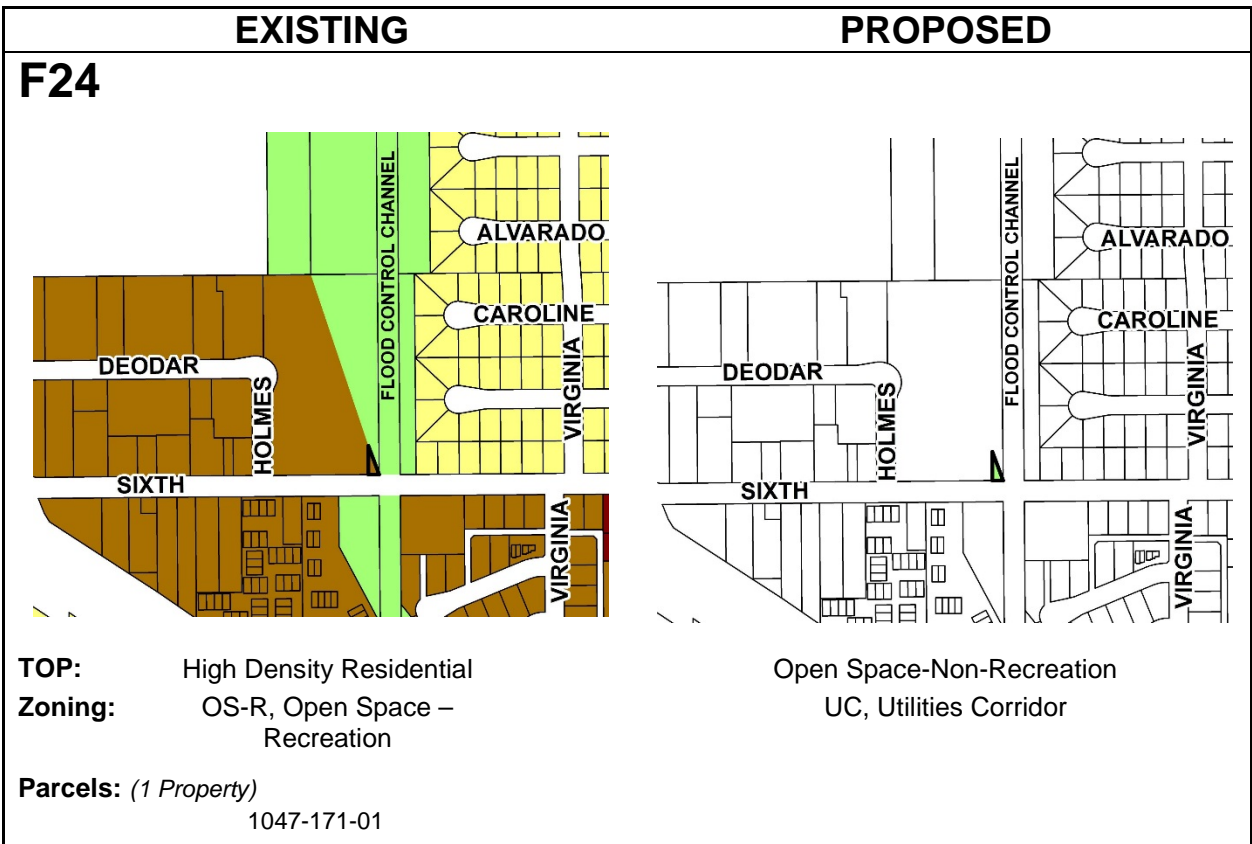 EXISTING
PROPOSED
F24
FLOOD CONTROL CHANNEL
ALVARADO
CAROLINE
DEODAR
VIRGINIA
HOLMES
SIXTH
VIRGINIA
FLOOD CONTROL CHANNEL
ALVARADO
CAROLINE
DEODAR
VIRGINIA
HOLMES
SIXTH
VIRGINIA
TOP: High Density Residential
Open Space-Non-Recreation
Zoning: OS-R, Open Space –
Recreation
UC, Utilities Corridor
Parcels: (1 Property)
1047-171-01